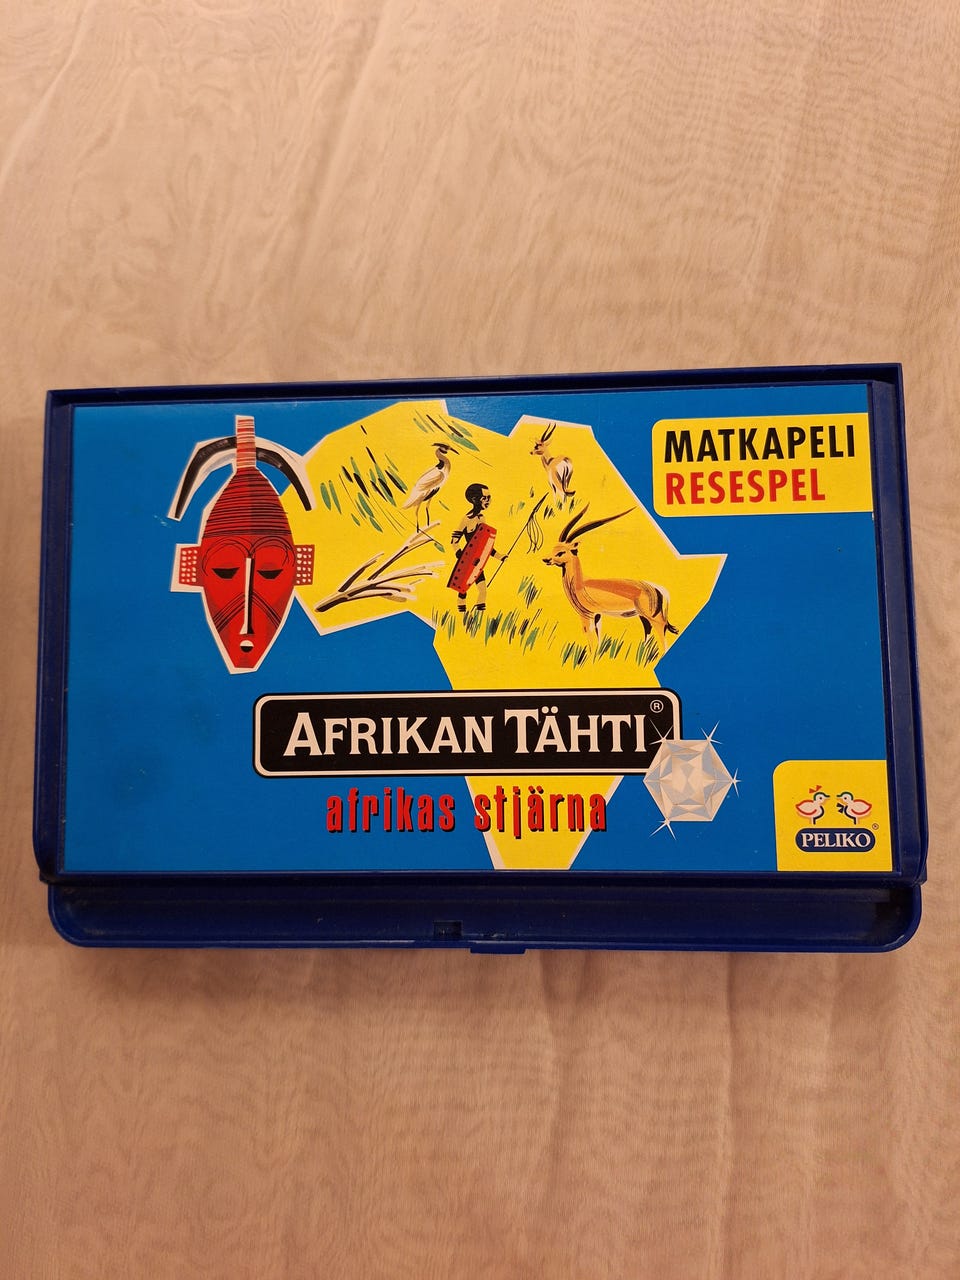 MATKAPELI
RESESPEL
AFRIKAN TÄHTI®
afrikas stjärna
PELIKO®